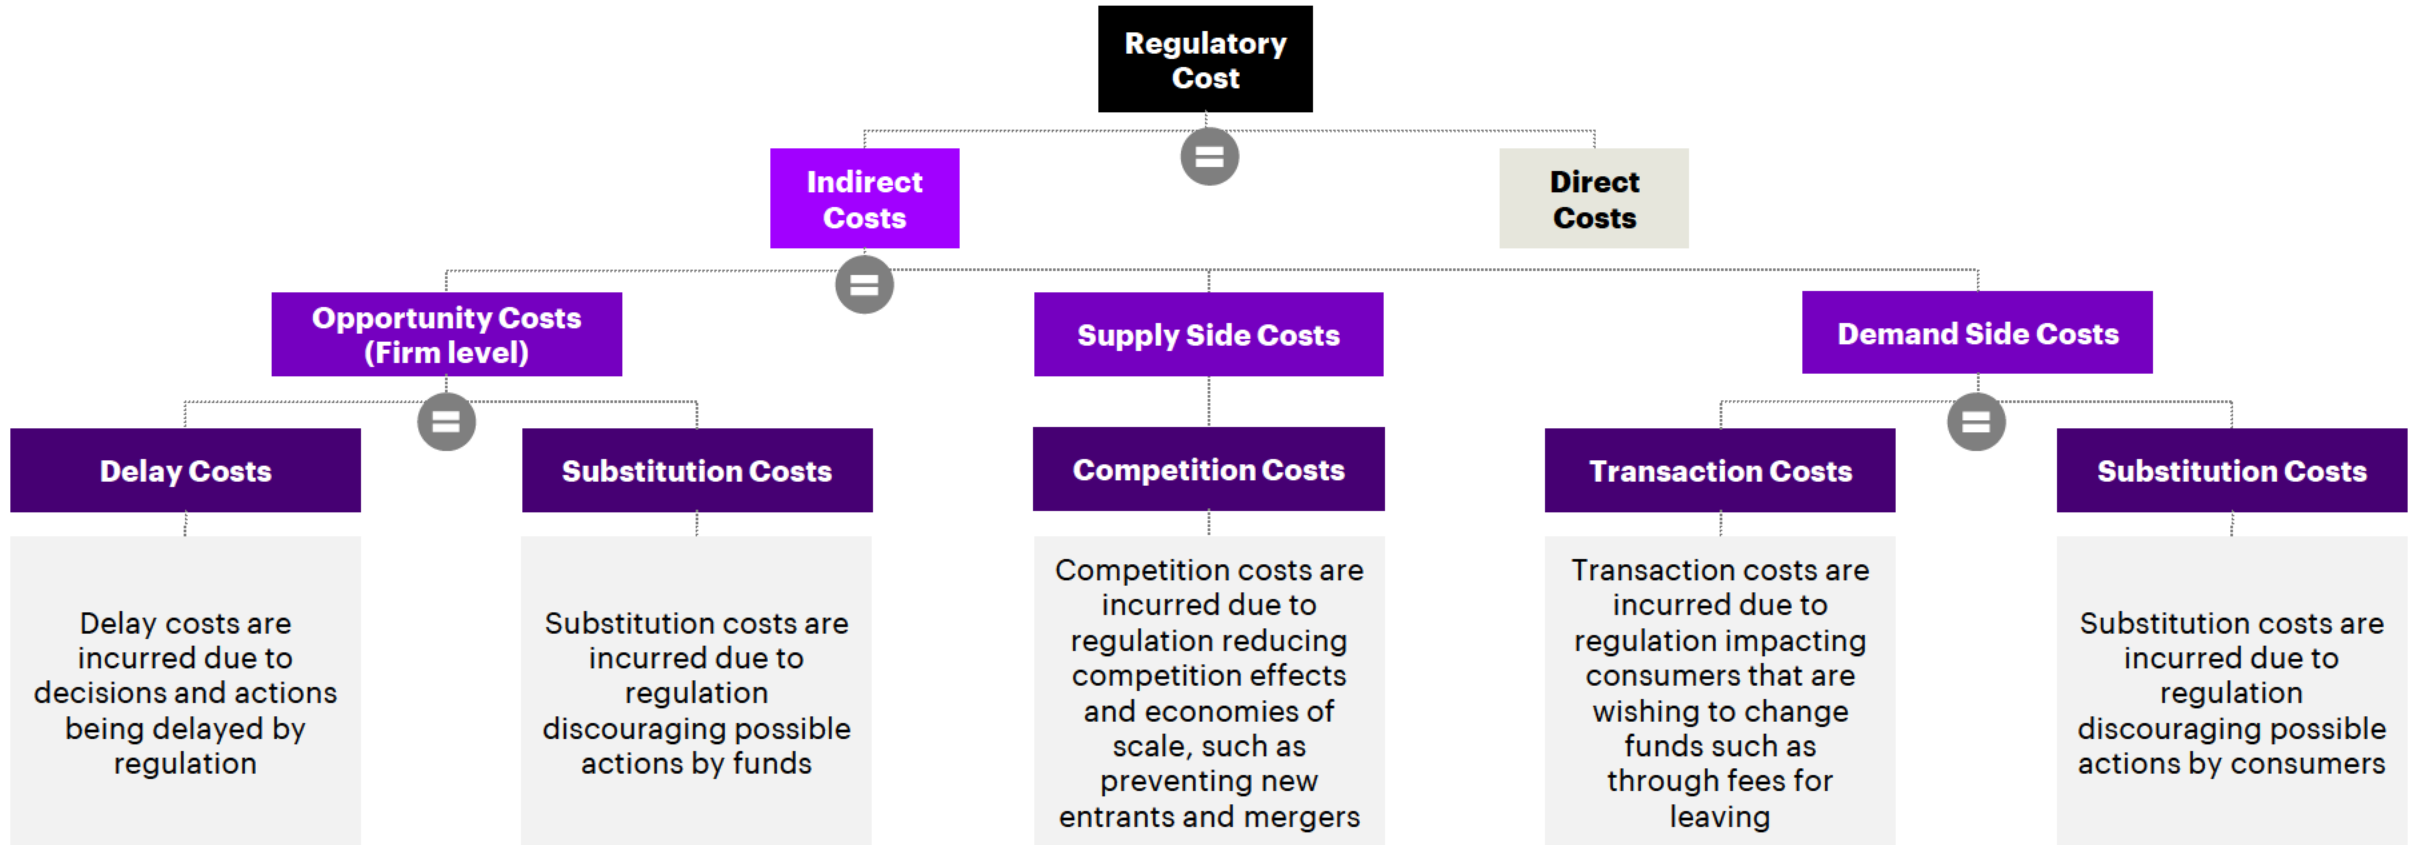 Regulatory
Cost
Indirect
Costs
Direct
Costs
Opportunity Costs
(Firm level)
Supply Side Costs
Demand Side Costs
Delay Costs
Substitution Costs
Competition Costs
Transaction Costs
Substitution Costs
Delay costs are
incurred due to
decisions and actions
being delayed by
regulation
Substitution costs are
incurred due to
regulation
discouraging possible
actions by funds
Competition costs are
incurred due to
regulation reducing
competition effects
and economies of
scale, such as
preventing new
entrants and mergers
Transaction costs are
incurred due to
regulation impacting
consumers that are
wishing to change
funds such as
through fees for
leaving
Substitution costs are
incurred due to
regulation
discouraging possible
actions by consumers